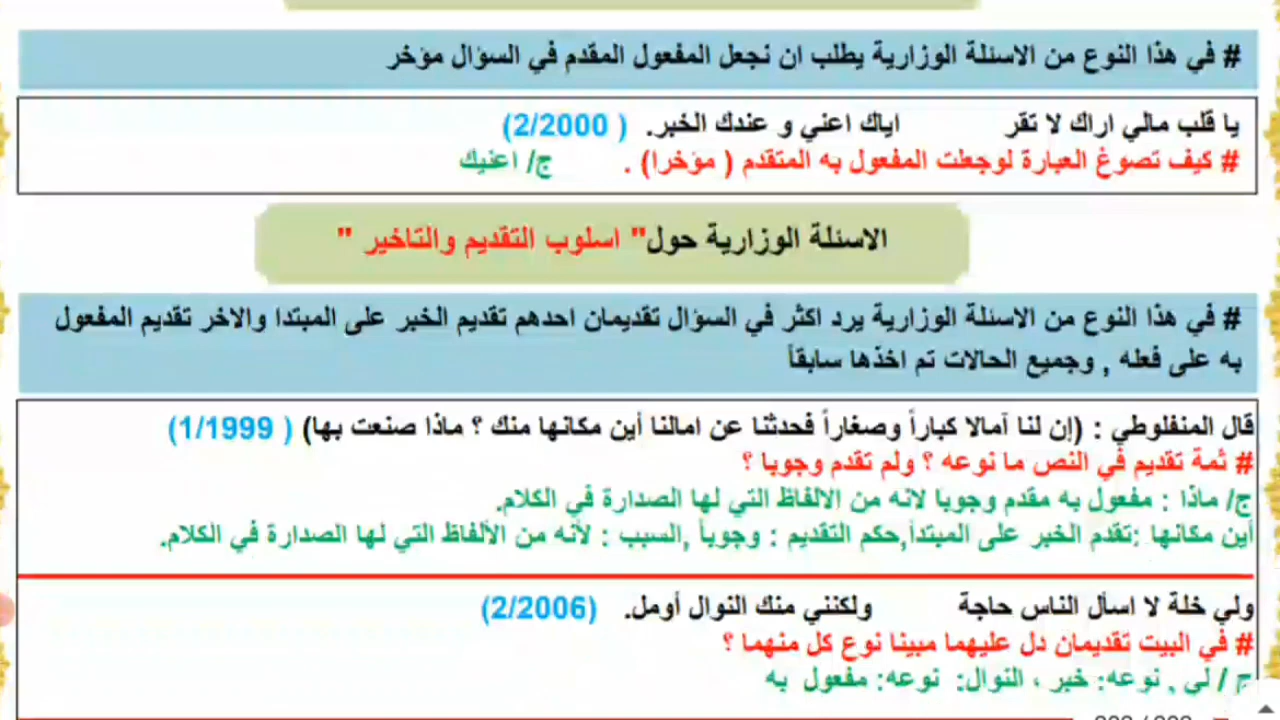 # في هذا النوع من الاسئلة الوزارية يطلب ان نجعل المفعول المقدم في السؤال مؤخر
يا قلب مالي اراك لا تقر اياك اعني و عندك الخبر. ( 2/2000)
# كيف تصوغ العبارة لوجعلت المفعول به المتقدم ( مؤخرا) . ج/ اعنيك
الاسئلة الوزارية حول" اسلوب التقديم والتاخير "
# في هذا النوع من الاسئلة الوزارية يرد اكثر في السؤال تقديمان احدهم تقديم الخبر على المبتدا والاخر تقديم المفعول
به على فعله , وجميع الحالات تم اخذها سابقاً
قال المنفلوطي : (إن لنا آمالا كباراً وصغاراً فحدثنا عن امالنا أين مكانها منك ؟ ماذا صنعت بها) ( 1/1999)
# ثمة تقديم في النص ما نوعه ؟ ولم تقدم وجوبا ؟
ج/ ماذا : مفعول به مقدم وجوبا لانه من الالفاظ التي لها الصدارة في الكلام.
أين مكانها :تقدم الخبر على المبتدأ,حكم التقديم : وجوباً ,السبب : لأنه من الألفاظ التي لها الصدارة في الكلام.
ولي خلة لا اسأل الناس حاجة ولكنني منك النوال أومل. (2/2006)
# في البيت تقديمان دل عليهما مبينا نوع كل منهما ؟
ج / لي , نوعه: خبر ، النوال: نوعه: مفعول به